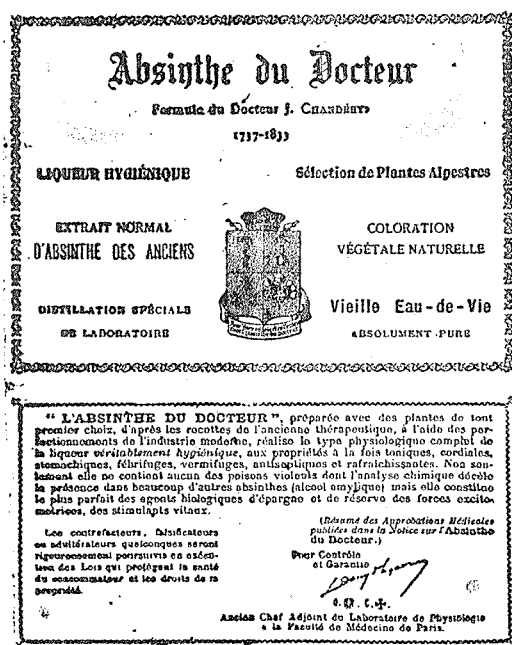 Absinthe du Docteur
Formule du Docteur J.
1737-1833
LIQUEUR HYGIÉNIQUE
Sélection de Plantes Alpestres
EXTRAIT NORMAL
D'ABSINTHE DES ANCIENS
COLORATION
VÉGÉTALE NATURELLE
DISTILLATION SPÉCIALE
DE LABORATOIRE
Vieille Eau-de-Vie
ABSOLUMENT PURE
" L'ABSINTHE DU DOCTEUR ", préparée avec des plantes de tout
premier choix, d'après les recettes de l'ancienne thérapeutique, à l'aide des per-
fectionnements de l'industrie moderne, réalise le type physiologique complet de
la liqueur véritablement hygiénique, aux propriétés à la fois toniques, cordiales,
stomachiques, fébrifuges, vermifuges, antiseptiques et rafraîchissantes. Non seu-
lement elle ne contient aucun des poisons violents dont l'analyse chimique décèle
la présence dans beaucoup d'autres absinthes (alcool amylique) mais elle constitue
le plus parfait des agents biologiques d'épargne et de réserve des forces excito
motrices, des stimulants vitaux.
(Résumé des Approbations Médicales
publiées dans la Notice sur l'Absinthe
du Docteur.)
Les contrefacteurs, falsificateurs
ou adultérateurs quelconques seront
rigoureusement poursuivis en exécu-
tion des Lois qui protègent la santé
du consommateur et les droits de la
propriété.
Pour Contrôle
et Garantie
Ancien Chef Adjoint du Laboratoire de Physiologie
à la Faculté de Médecine de Paris.